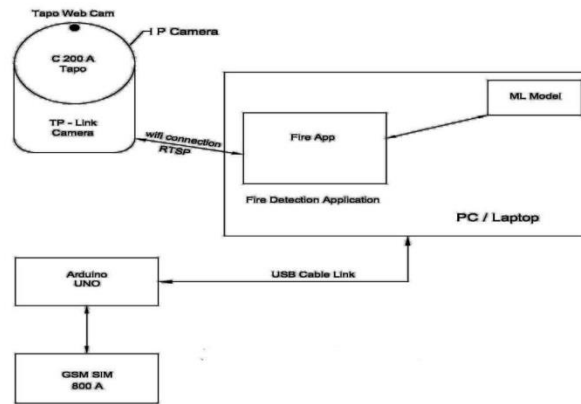 Tapo Web Cam
I P Camera
C 200 A
Tapo
TP - Link
Camera
wifi connection
RTSP
ML Model
Fire App
Fire Detection Application
PC / Laptop
USB Cable Link
Arduino
UNO
GSM SIM
800 A